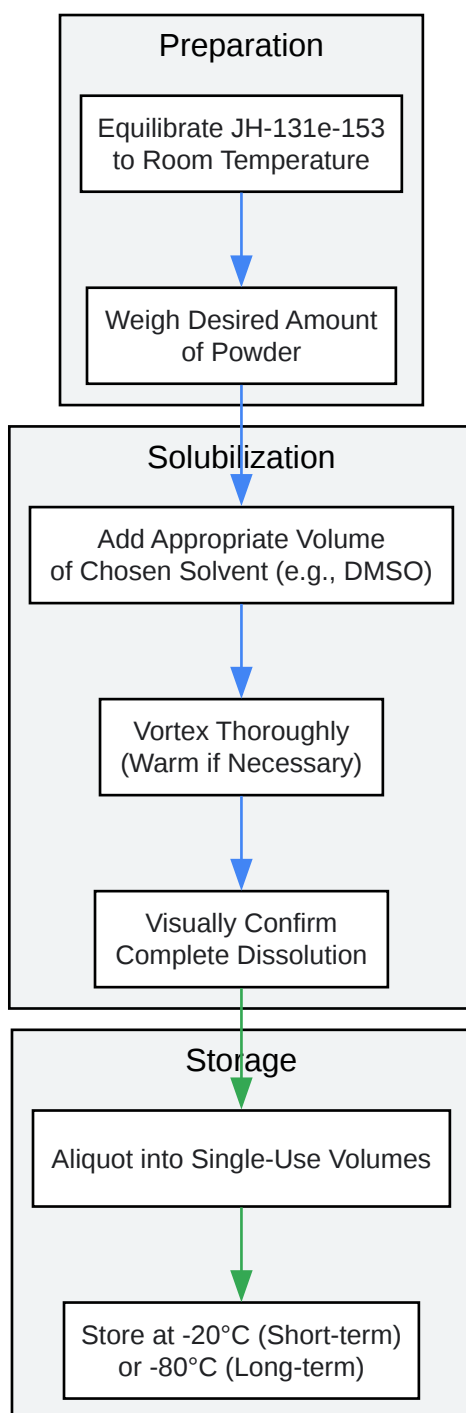 Preparation
Equilibrate JH-131e-153
to Room Temperature
Weigh Desired Amount
of Powder
Solubilization
Add Appropriate Volume
of Chosen Solvent (e.g., DMSO)
Vortex Thoroughly
(Warm if Necessary)
Visually Confirm
Complete Dissolution
Storage
Aliquot into Single-Use Volumes
Store at -20°C (Short-term)
or -80°C (Long-term)